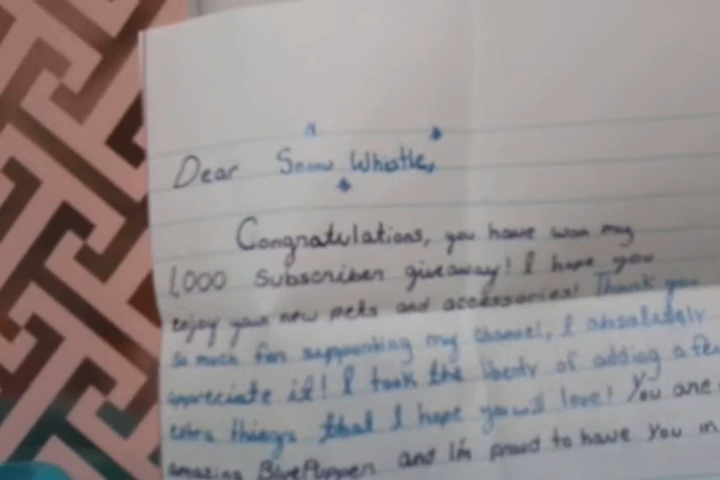 Dear Snow Whistle,
Congratulations, you have won my
1,000 Subscriber giveaway! I hope you
enjoy your new pets and accessories! Thank you
so much for supporting my channel, I absolutely
appreciate it! I took the liberty of adding a few
extra things that I hope you will love! You are
amazing BluePupper and I'm proud to have you in